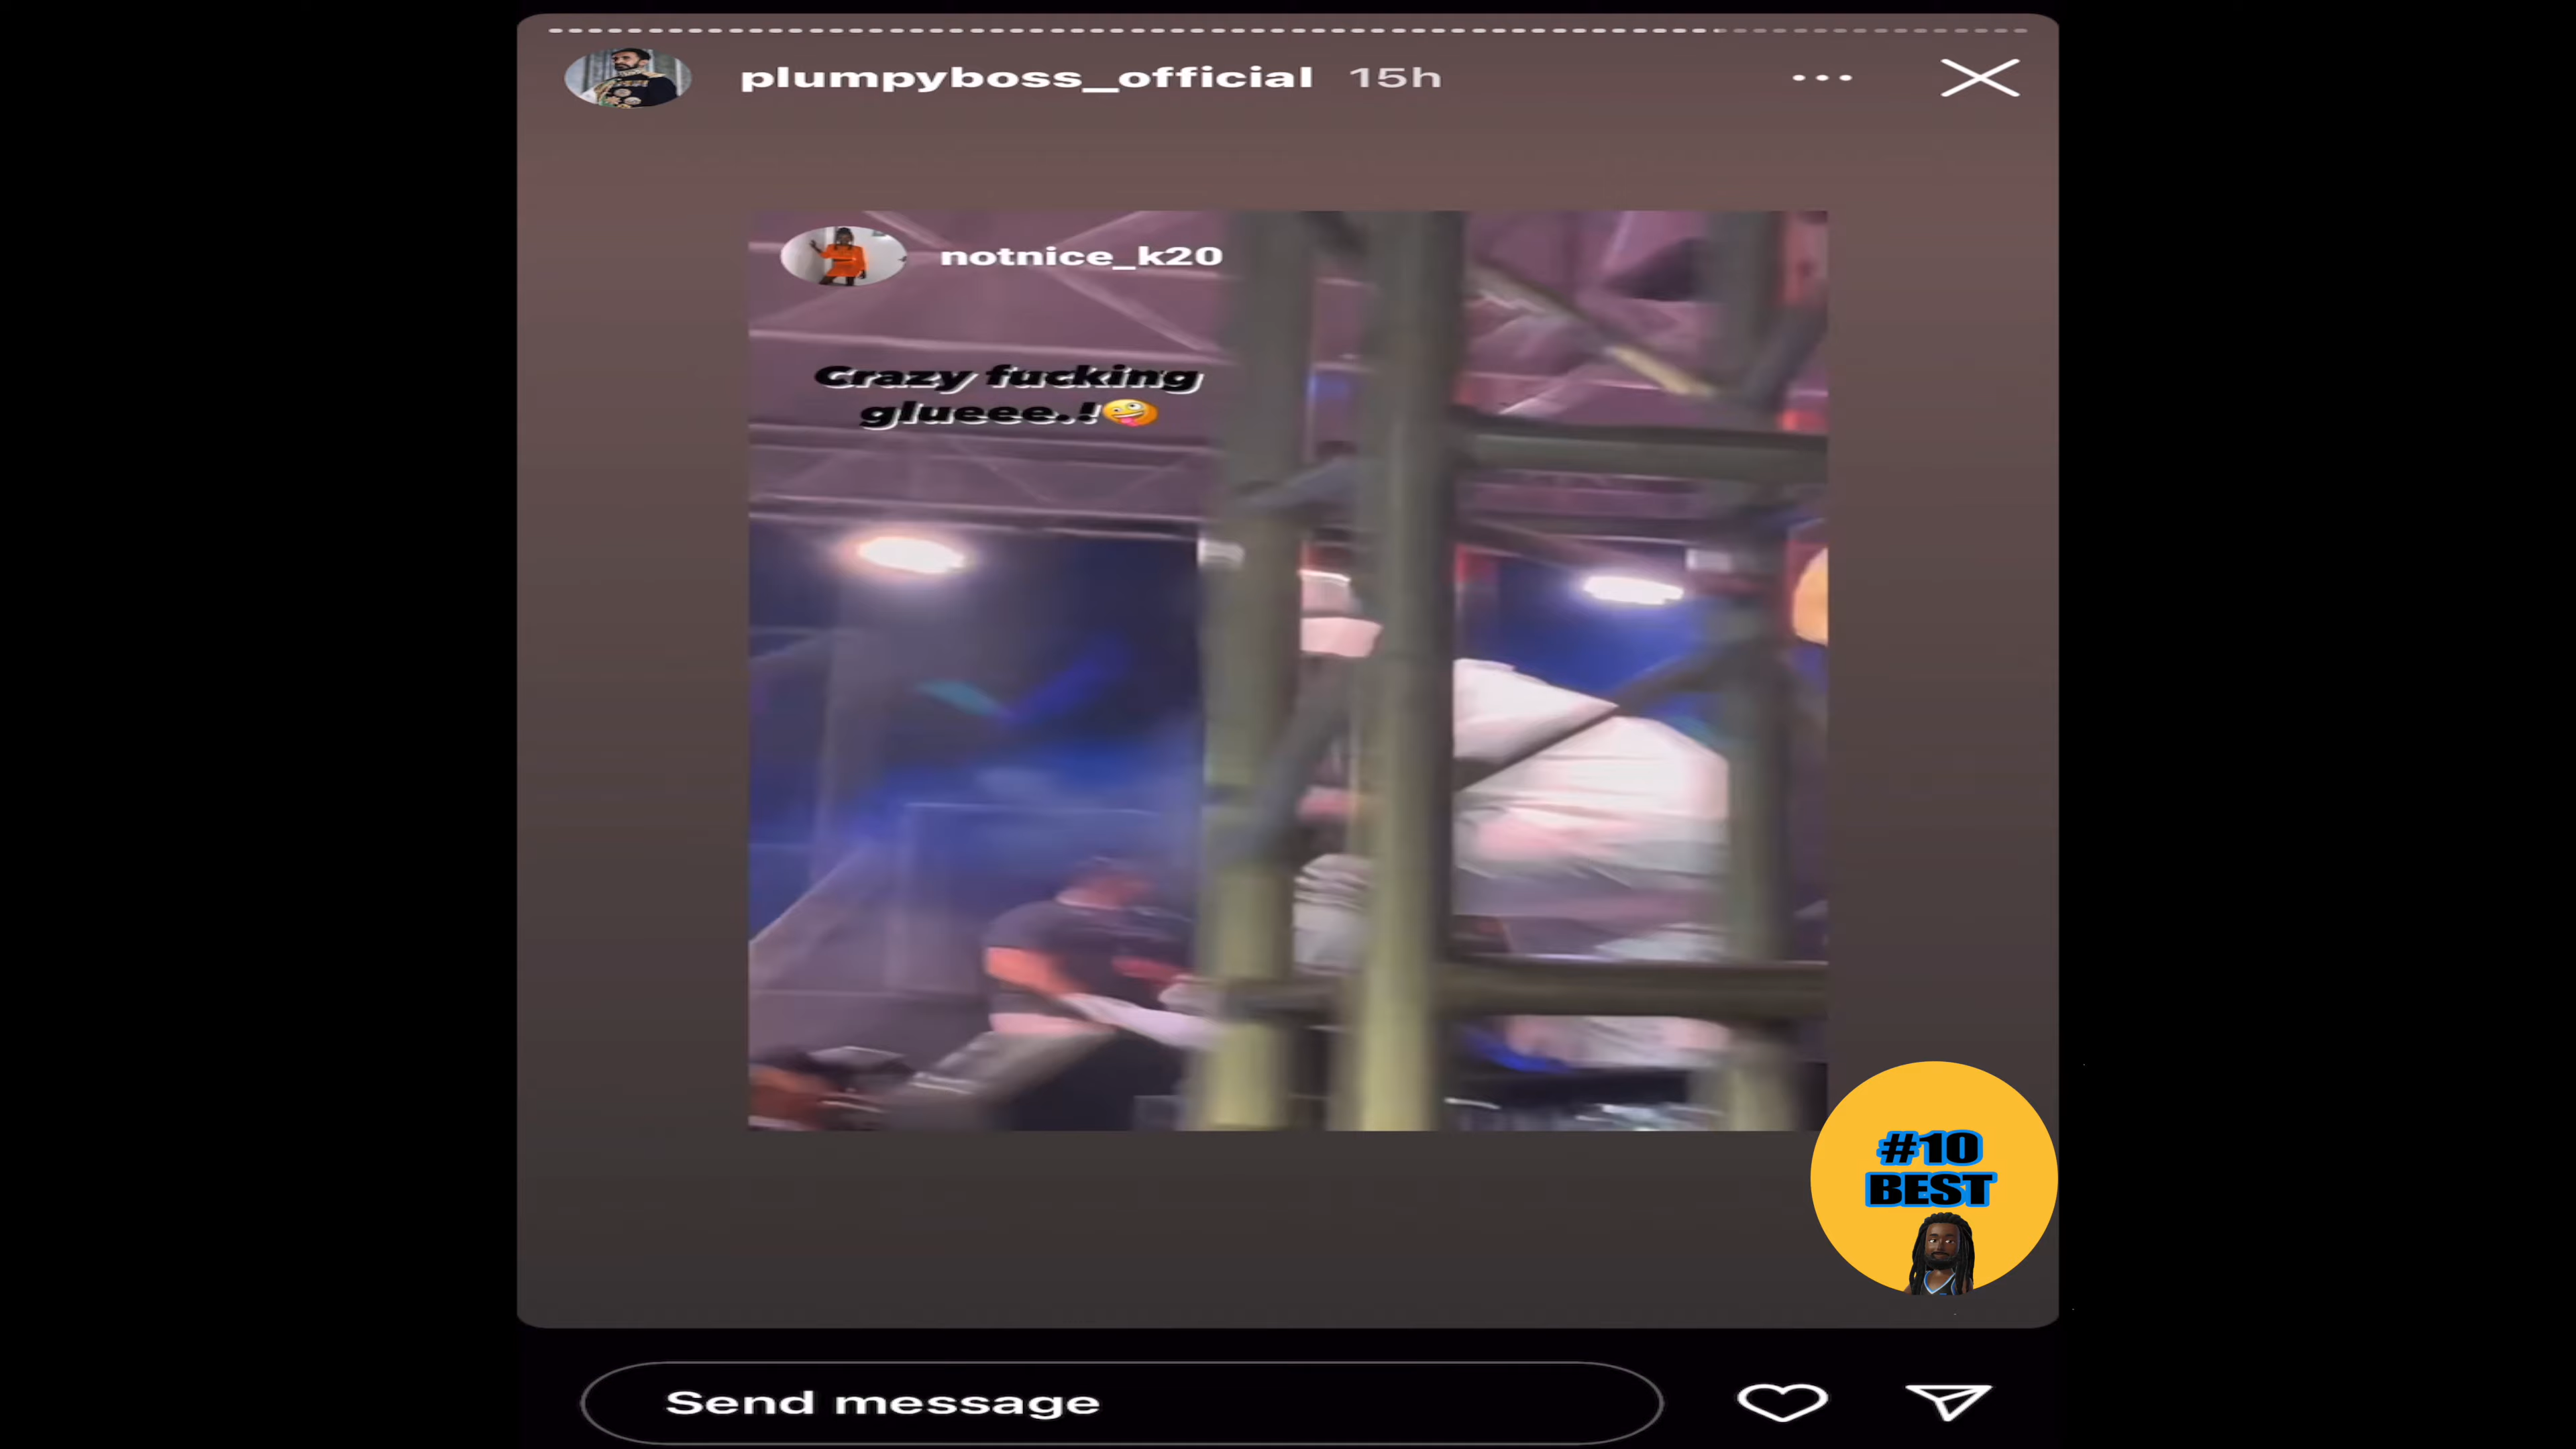 plumpyboss_official 15h
notnice_k20
Crazy fucking
glueee.!🤪
#10
BEST
Send message